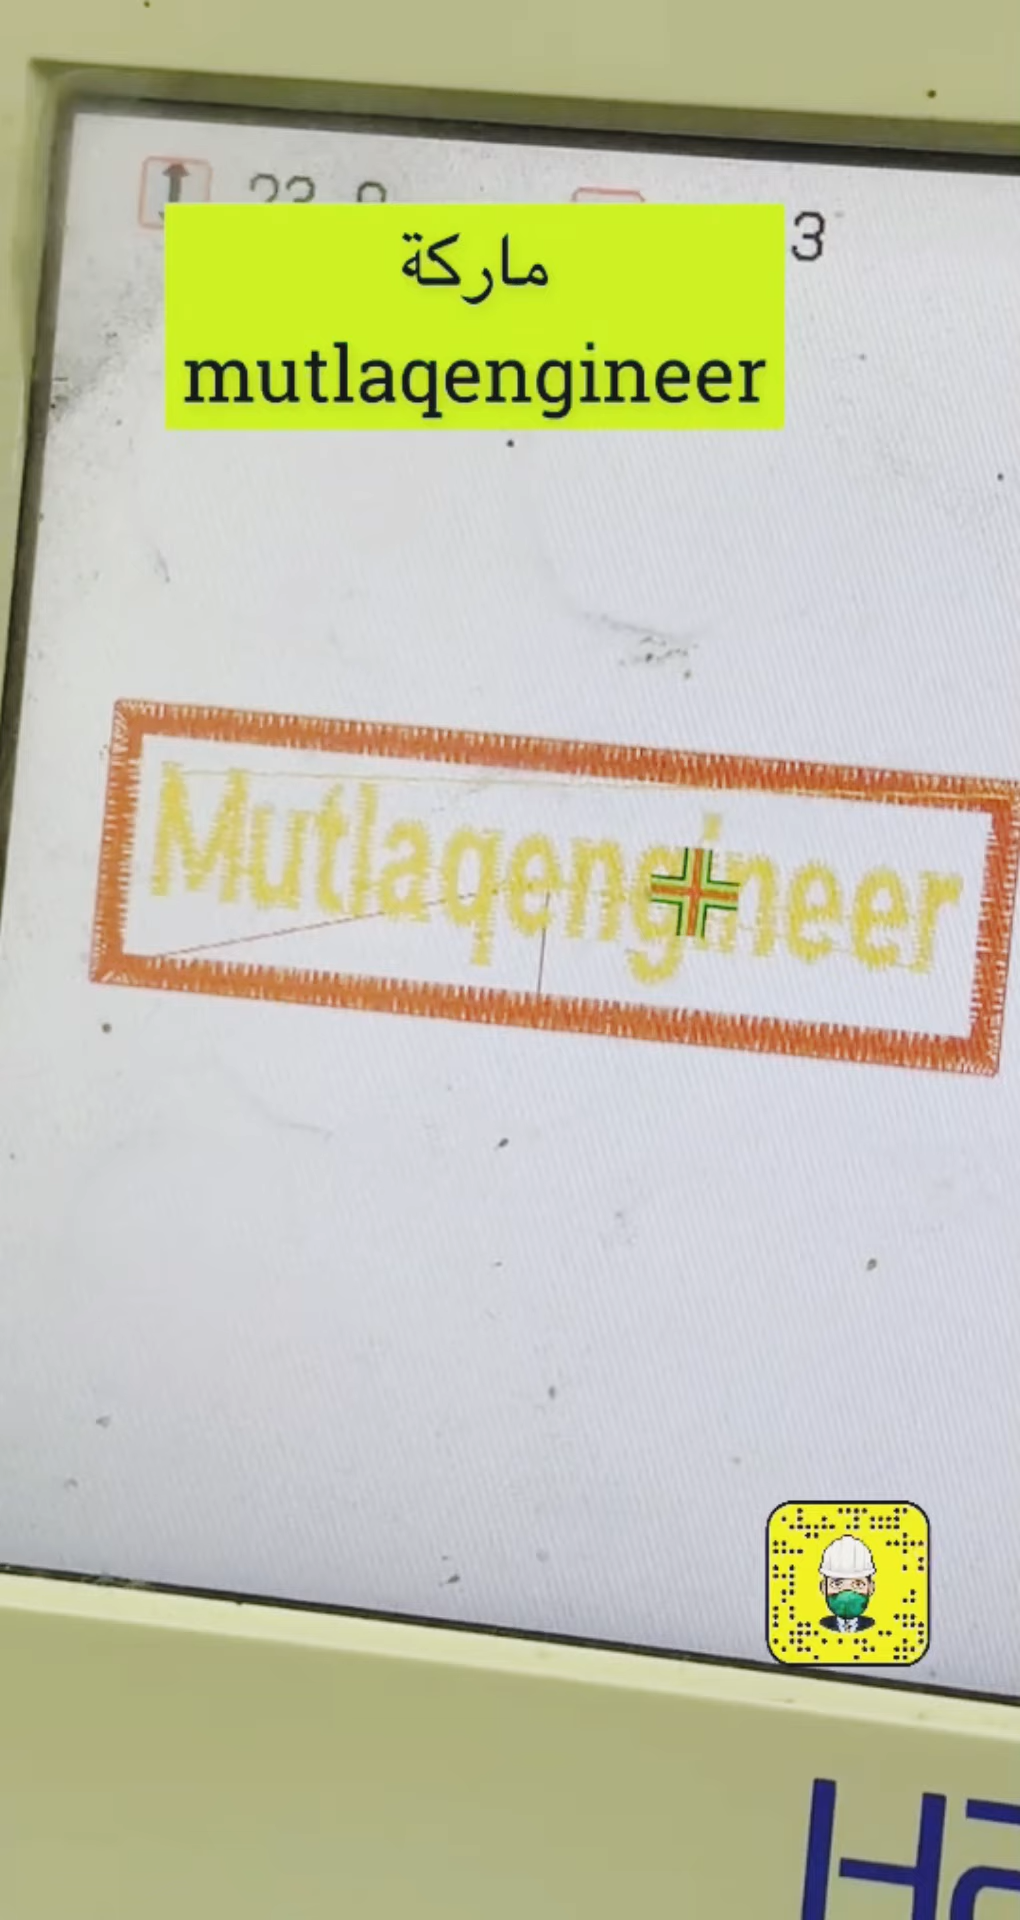 3
ماركة
mutlaqengineer
Mutlaqengineer